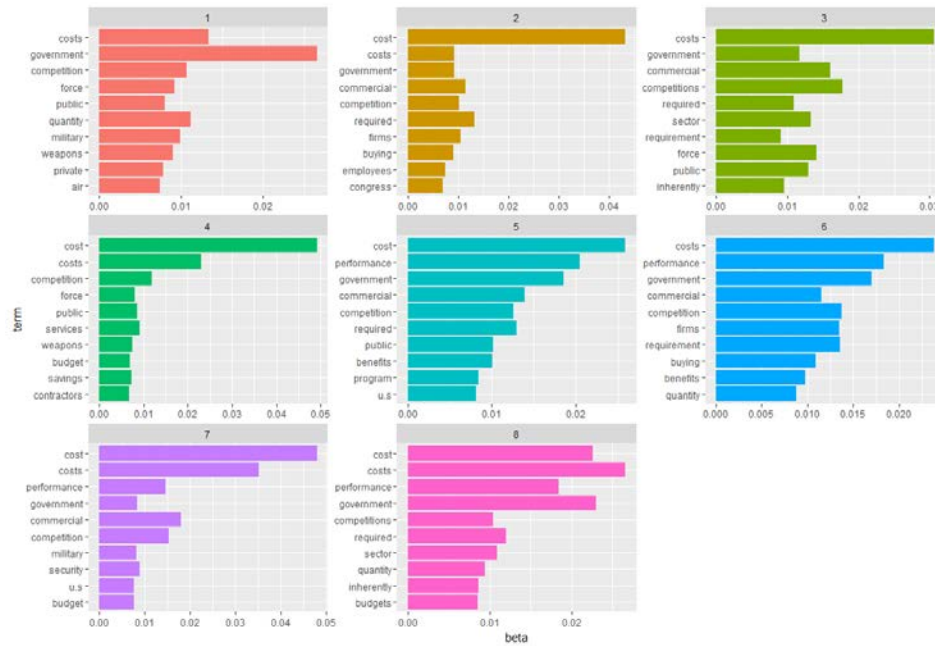 1
costs
government
competition
force
public
quantity
military
weapons
private
air
0.00 0.01 0.02
2
cost
costs
government
commercial
competition
required
firms
buying
employees
congress
0.00 0.01 0.02 0.03 0.04
3
costs
government
commercial
competitions
required
sector
requirement
force
public
inherently
0.00 0.01 0.02
4
cost
costs
competition
force
public
services
weapons
budget
savings
contractors
0.00 0.01 0.02 0.03 0.04 0.05
5
cost
performance
government
commercial
competition
required
public
benefits
program
u.s
0.00 0.01 0.02
6
costs
performance
government
commercial
competition
firms
requirement
buying
benefits
quantity
0.000 0.005 0.010 0.015 0.020
term
7
cost
costs
performance
government
commercial
competition
military
security
u.s
budget
0.00 0.01 0.02 0.03 0.04 0.05
8
cost
costs
performance
government
competitions
required
sector
quantity
inherently
budgets
0.00 0.01 0.02
beta